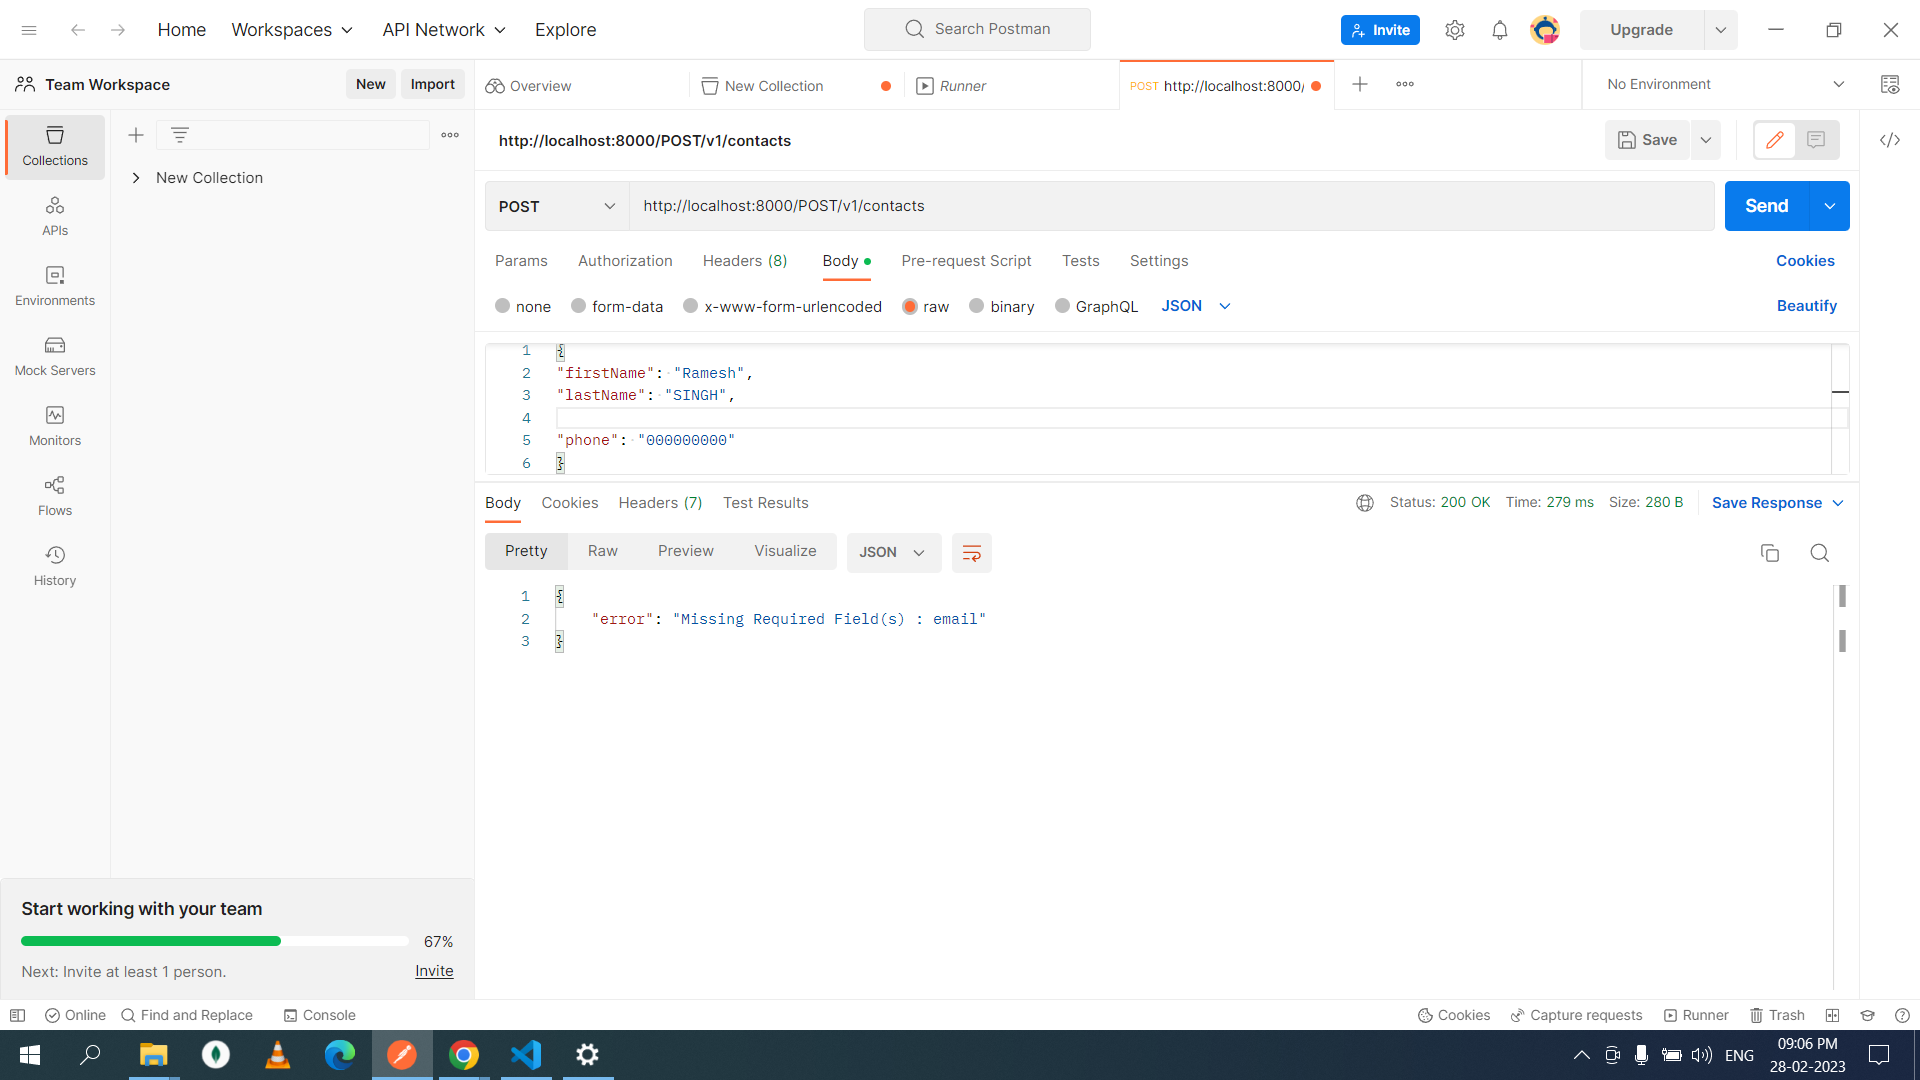 Home Workspaces API Network Explore Search Postman Invite Upgrade
Team Workspace New Import Overview New Collection Runner POST http://localhost:8000/ No Environment
Collections
New Collection
APIs
Environments
Mock Servers
Monitors
Flows
History
http://localhost:8000/POST/v1/contacts Save
POST http://localhost:8000/POST/v1/contacts Send
Params Authorization Headers (8) Body Pre-request Script Tests Settings Cookies
none form-data x-www-form-urlencoded raw binary GraphQL JSON Beautify
1 {
2 "firstName": "Ramesh",
3 "lastName": "SINGH",
4
5 "phone": "000000000"
6 }
Body Cookies Headers (7) Test Results Status: 200 OK Time: 279 ms Size: 280 B Save Response
Pretty Raw Preview Visualize JSON
1 {
2 "error": "Missing Required Field(s) : email"
3 }
Start working with your team
67%
Next: Invite at least 1 person. Invite
Online Find and Replace Console Cookies Capture requests Runner Trash
ENG 09:06 PM
28-02-2023